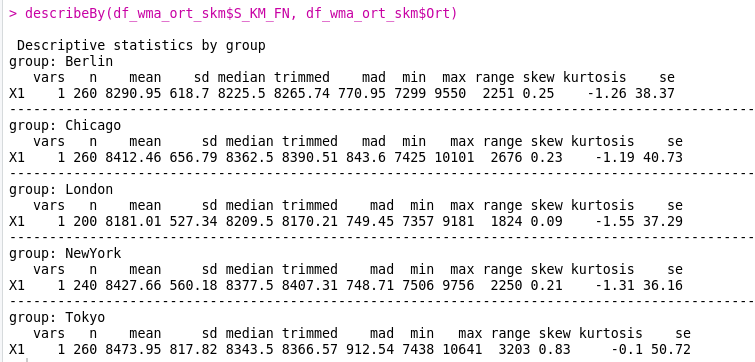 > describeBy(df_wma_ort_skm$S_KM_FN, df_wma_ort_skm$Ort)
Descriptive statistics by group
group: Berlin
vars n mean sd median trimmed mad min max range skew kurtosis se
X1 1 260 8290.95 618.7 8225.5 8265.74 770.95 7299 9550 2251 0.25 -1.26 38.37
------------------------------------------------------------------------------------------
group: Chicago
vars n mean sd median trimmed mad min max range skew kurtosis se
X1 1 260 8412.46 656.79 8362.5 8390.51 843.6 7425 10101 2676 0.23 -1.19 40.73
------------------------------------------------------------------------------------------
group: London
vars n mean sd median trimmed mad min max range skew kurtosis se
X1 1 200 8181.01 527.34 8209.5 8170.21 749.45 7357 9181 1824 0.09 -1.55 37.29
------------------------------------------------------------------------------------------
group: NewYork
vars n mean sd median trimmed mad min max range skew kurtosis se
X1 1 240 8427.66 560.18 8377.5 8407.31 748.71 7506 9756 2250 0.21 -1.31 36.16
------------------------------------------------------------------------------------------
group: Tokyo
vars n mean sd median trimmed mad min max range skew kurtosis se
X1 1 260 8473.95 817.82 8343.5 8366.57 912.54 7438 10641 3203 0.83 -0.1 50.72